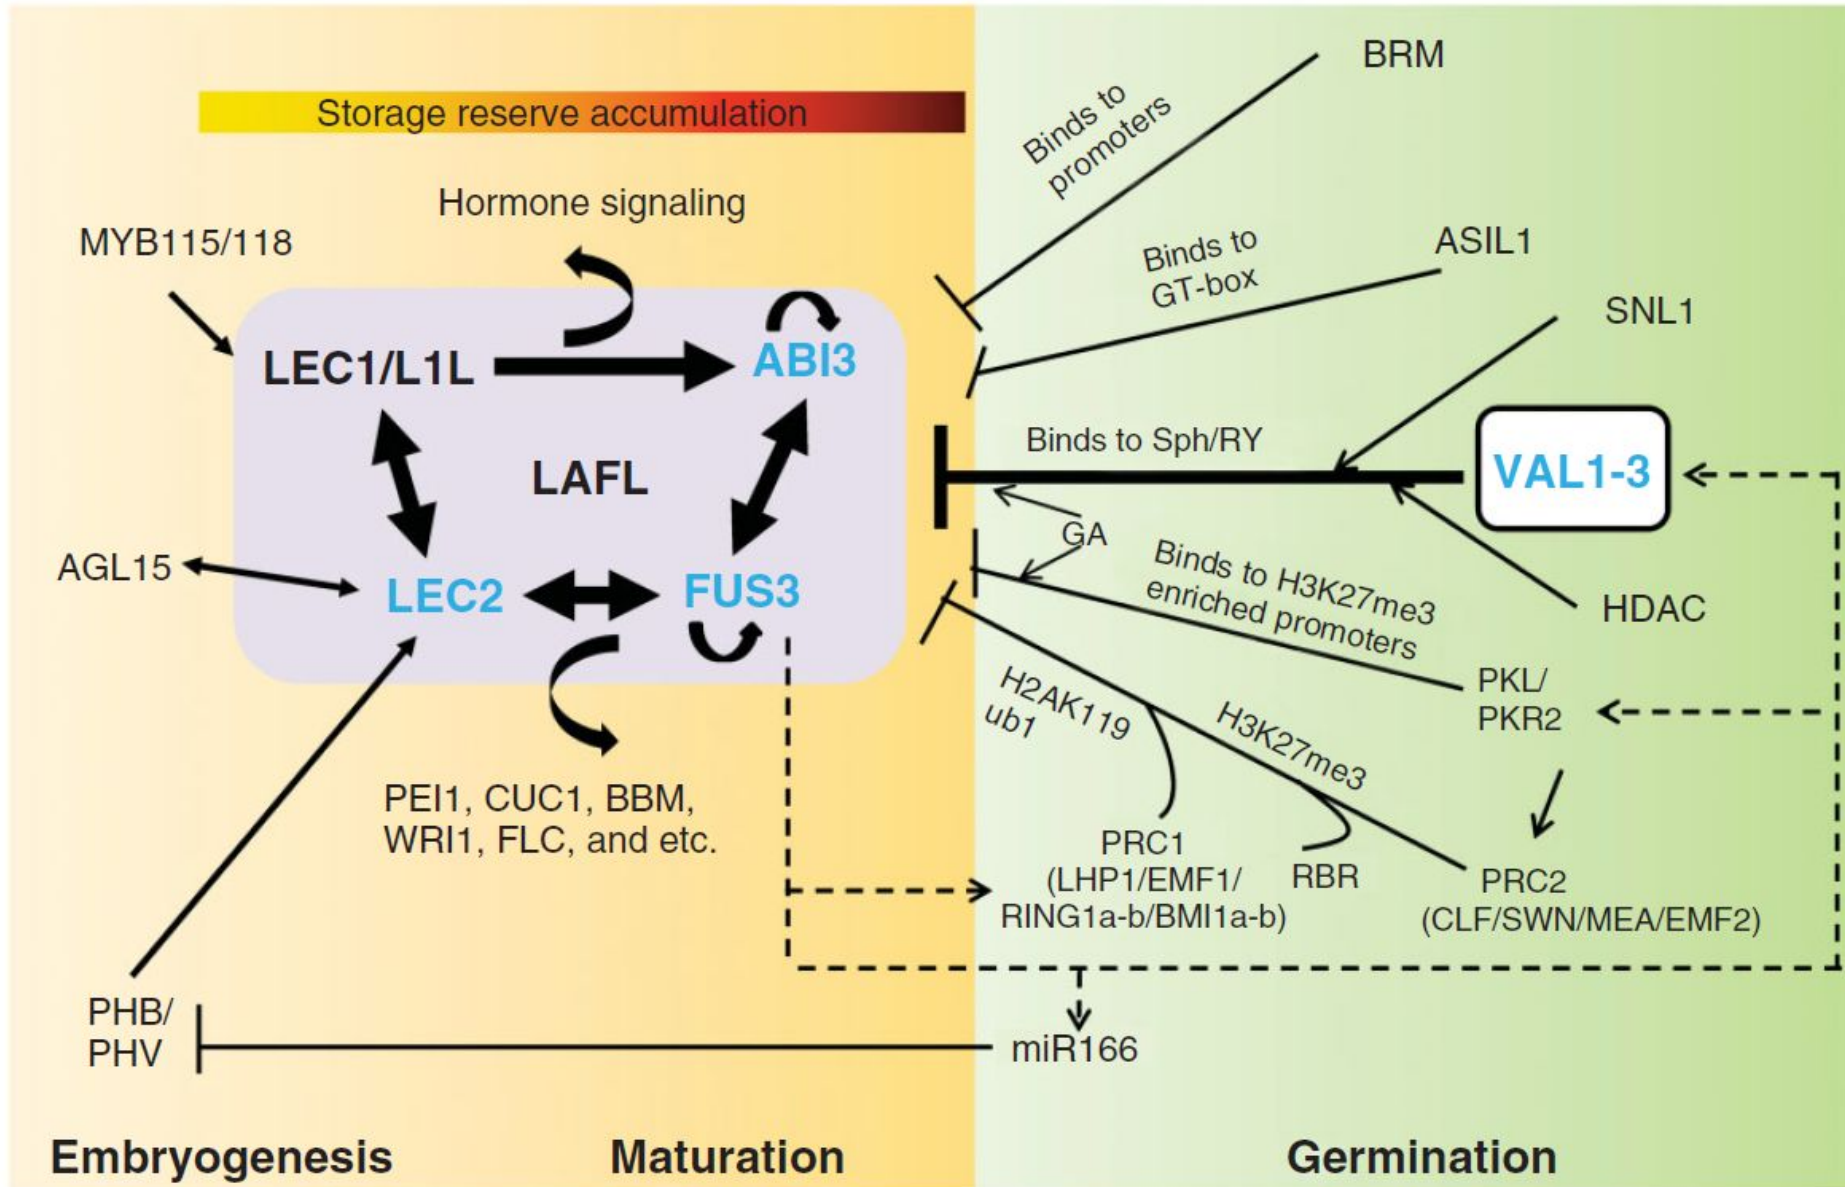 Storage reserve accumulation
Hormone signaling
MYB115/118
LEC1/L1L
ABI3
LAFL
AGL15
LEC2
FUS3
PEI1, CUC1, BBM,
WRI1, FLC, and etc.
PHB/
PHV
BRM
Binds to
promoters
ASIL1
Binds to
GT-box
SNL1
Binds to Sph/RY
VAL1-3
GA
Binds to H3K27me3
enriched promoters
HDAC
PKL/
PKR2
H2AK119
ub1
H3K27me3
PRC1
(LHP1/EMF1/
RING1a-b/BMI1a-b)
RBR
PRC2
(CLF/SWN/MEA/EMF2)
miR166
Embryogenesis
Maturation
Germination